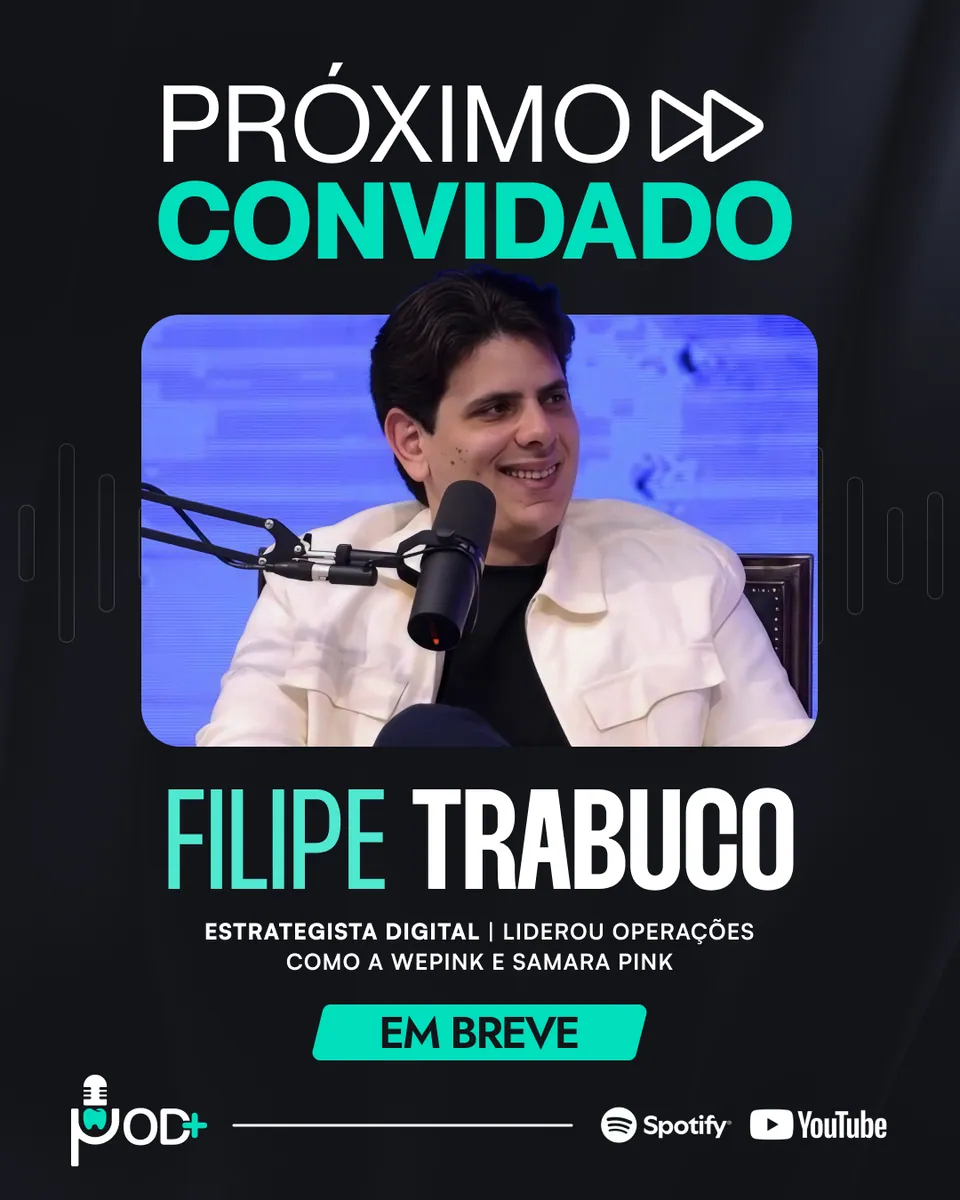 PRÓXIMO
CONVIDADO
FILIPE TRABUCO
ESTRATEGISTA DIGITAL | LIDEROU OPERAÇÕES
COMO A WEPINK E SAMARA PINK
EM BREVE
POD+
Spotify
YouTube